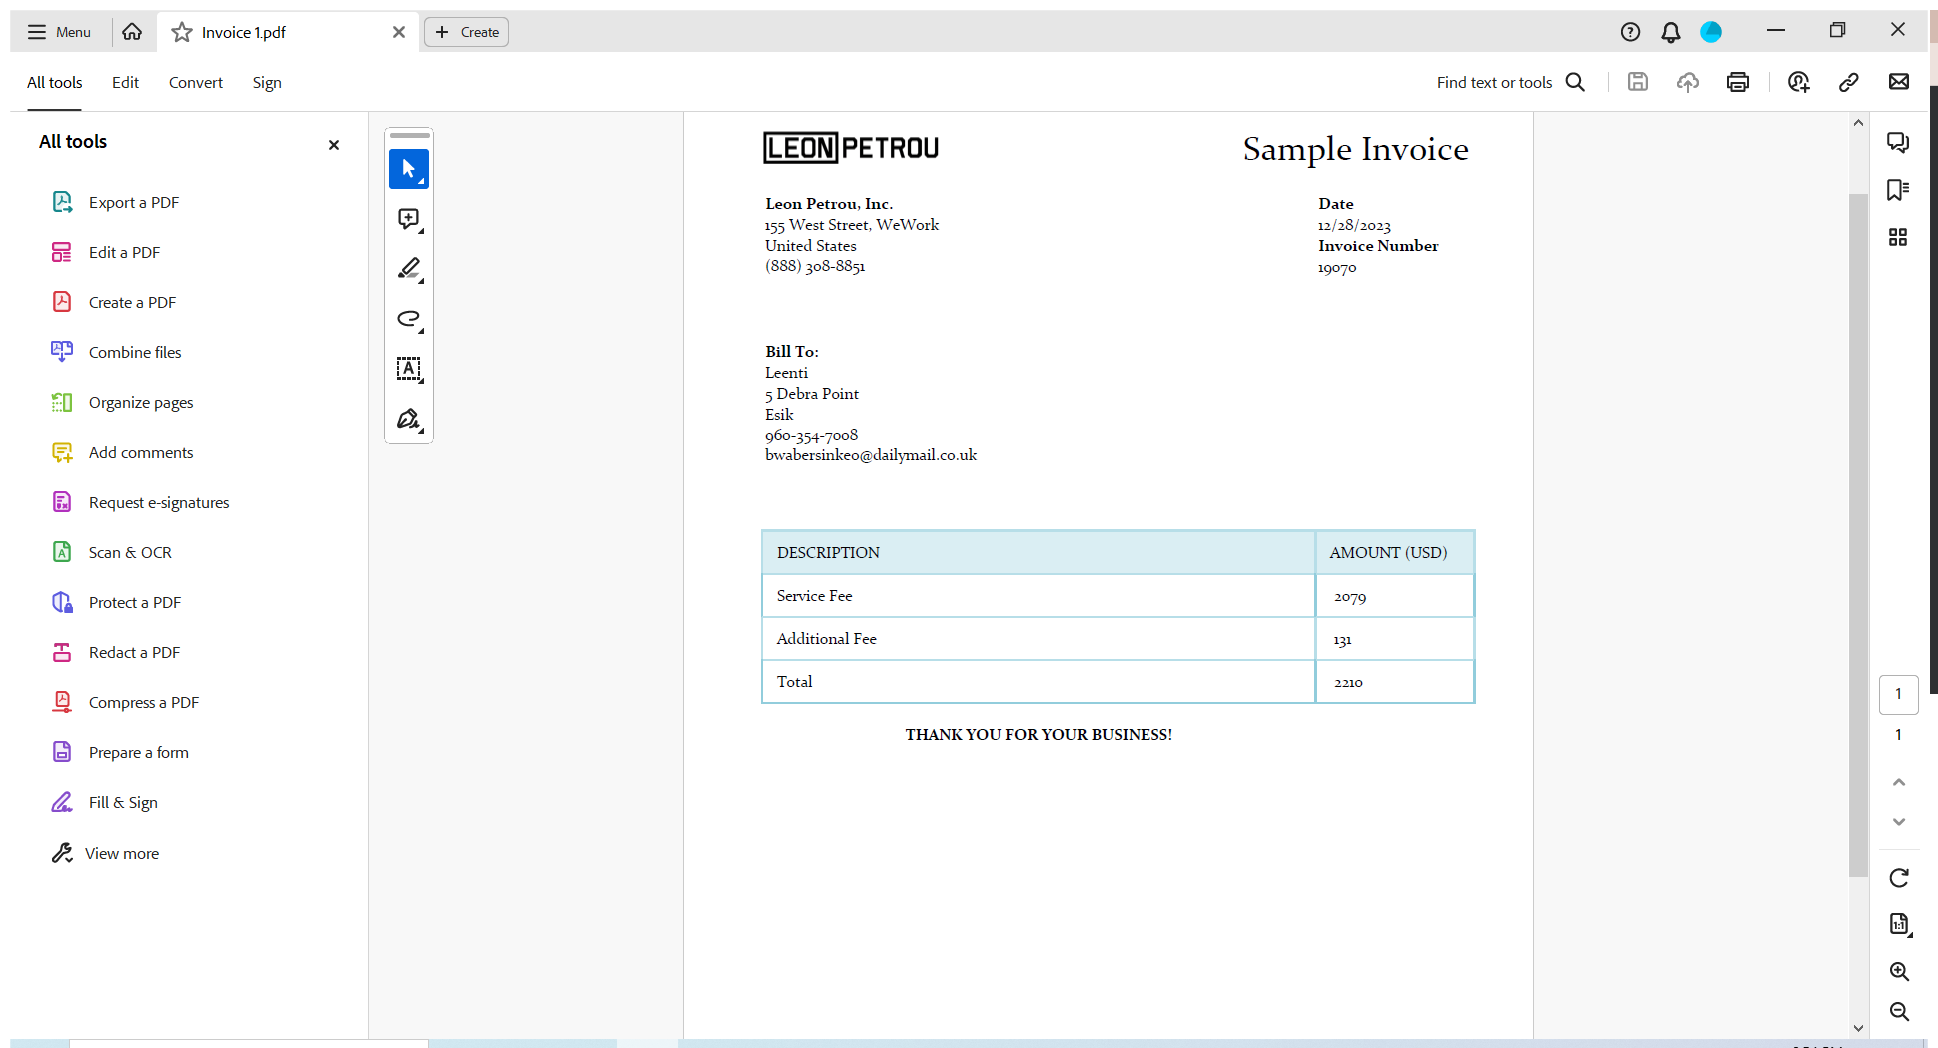 Menu
Invoice 1.pdf
Create
All tools
Edit
Convert
Sign
Find text or tools
All tools
Export a PDF
Edit a PDF
Create a PDF
Combine files
Organize pages
Add comments
Request e-signatures
Scan & OCR
Protect a PDF
Redact a PDF
Compress a PDF
Prepare a form
Fill & Sign
View more
LEON PETROU
Sample Invoice
Leon Petrou, Inc.
155 West Street, WeWork
United States
(888) 308-8851
Date
12/28/2023
Invoice Number
19070
Bill To:
Leenti
5 Debra Point
Esik
960-354-7008
bwabersinkeo@dailymail.co.uk
DESCRIPTION AMOUNT (USD)
Service Fee 2079
Additional Fee 131
Total 2210
THANK YOU FOR YOUR BUSINESS!
1
1
1:1